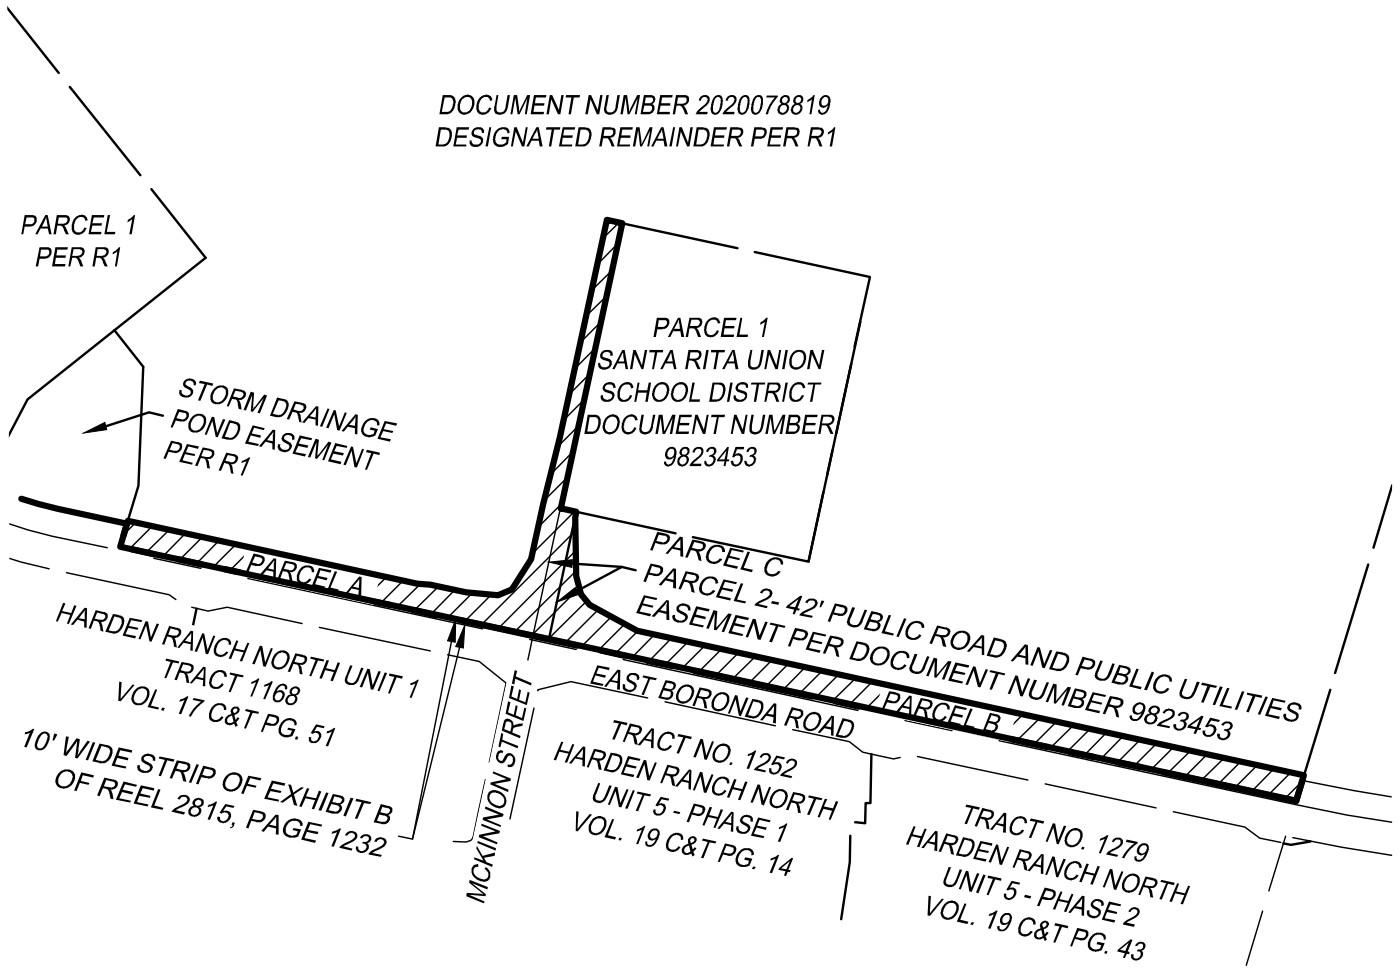 DOCUMENT NUMBER 2020078819
DESIGNATED REMAINDER PER R1
PARCEL 1
PER R1
PARCEL 1
SANTA RITA UNION
SCHOOL DISTRICT
DOCUMENT NUMBER
9823453
STORM DRAINAGE
POND EASEMENT
PER R1
PARCEL C
PARCEL 2- 42' PUBLIC ROAD AND PUBLIC UTILITIES
EASEMENT PER DOCUMENT NUMBER 9823453
PARCEL A
HARDEN RANCH NORTH UNIT 1
TRACT 1168
VOL. 17 C&T PG. 51
EAST BORONDA ROAD
PARCEL B
MCKINNON STREET
10' WIDE STRIP OF EXHIBIT B
OF REEL 2815, PAGE 1232
TRACT NO. 1252
HARDEN RANCH NORTH
UNIT 5 - PHASE 1
VOL. 19 C&T PG. 14
TRACT NO. 1279
HARDEN RANCH NORTH
UNIT 5 - PHASE 2
VOL. 19 C&T PG. 43